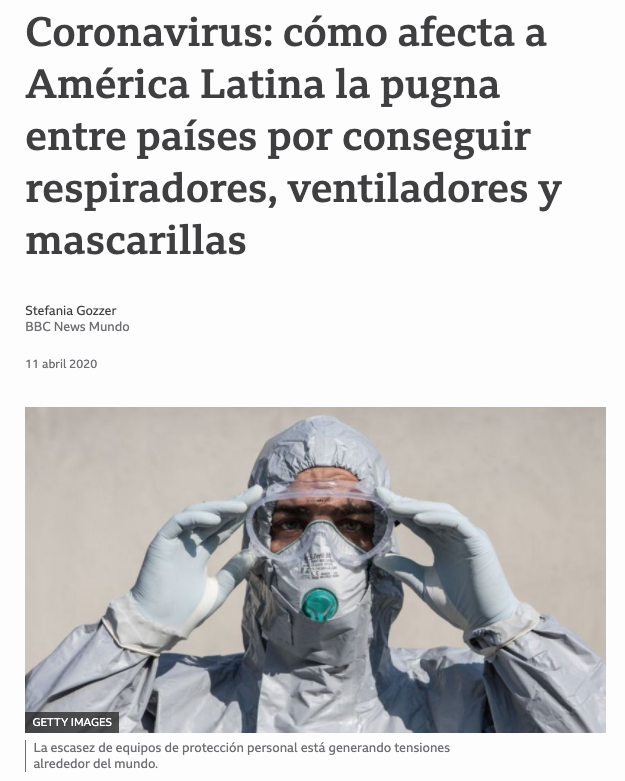 Coronavirus: cómo afecta a
América Latina la pugna
entre países por conseguir
respiradores, ventiladores y
mascarillas
Stefania Gozzer
BBC News Mundo
11 abril 2020
GETTY IMAGES
La escasez de equipos de protección personal está generando tensiones
alrededor del mundo.